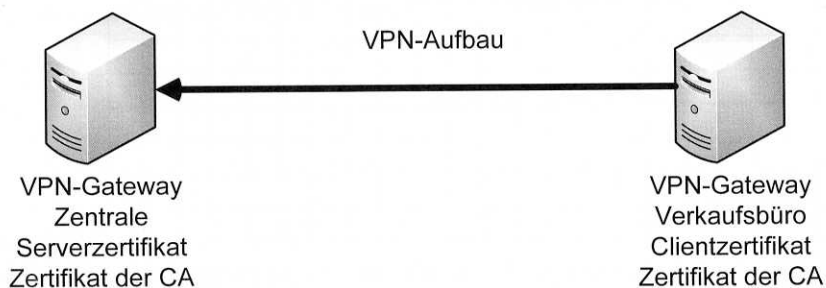 VPN-Aufbau
VPN-Gateway
Zentrale
Serverzertifikat
Zertifikat der CA
VPN-Gateway
Verkaufsbüro
Clientzertifikat
Zertifikat der CA